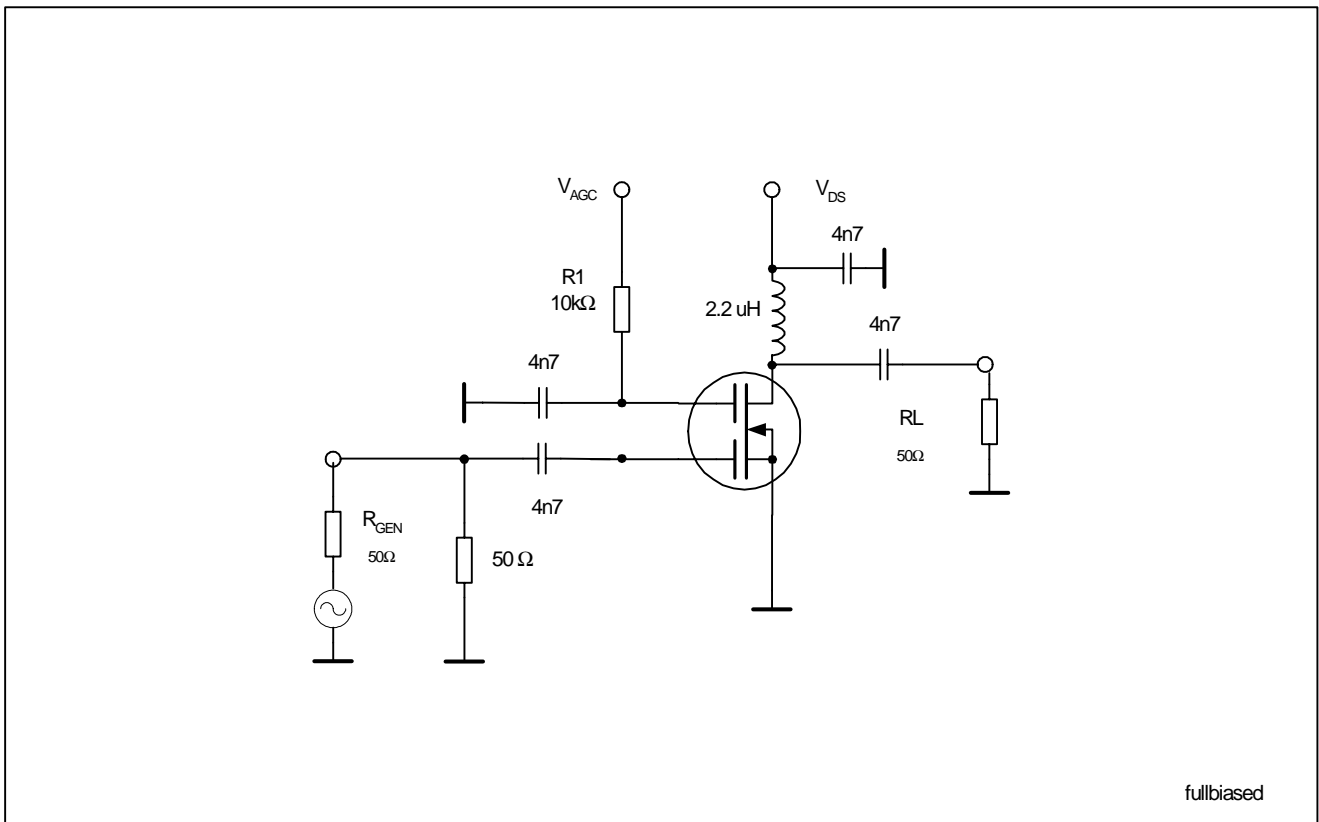 V_AGC
V_DS
4n7
R1
10kΩ
2.2 uH
4n7
4n7
RL
50Ω
4n7
R_GEN
50Ω
50 Ω
fullbiased